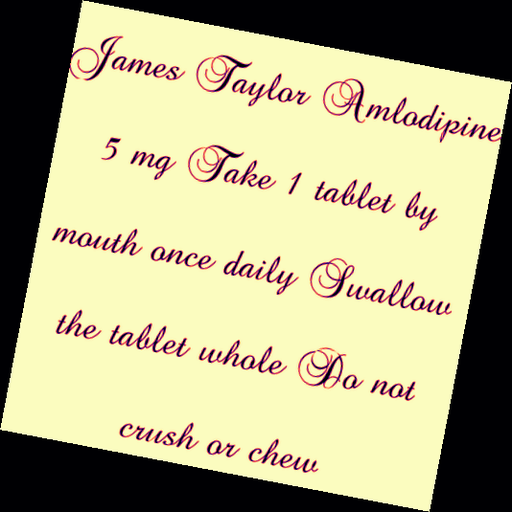 James Taylor Amlodipine
5 mg Take 1 tablet by
mouth once daily Swallow
the tablet whole Do not
crush or chew